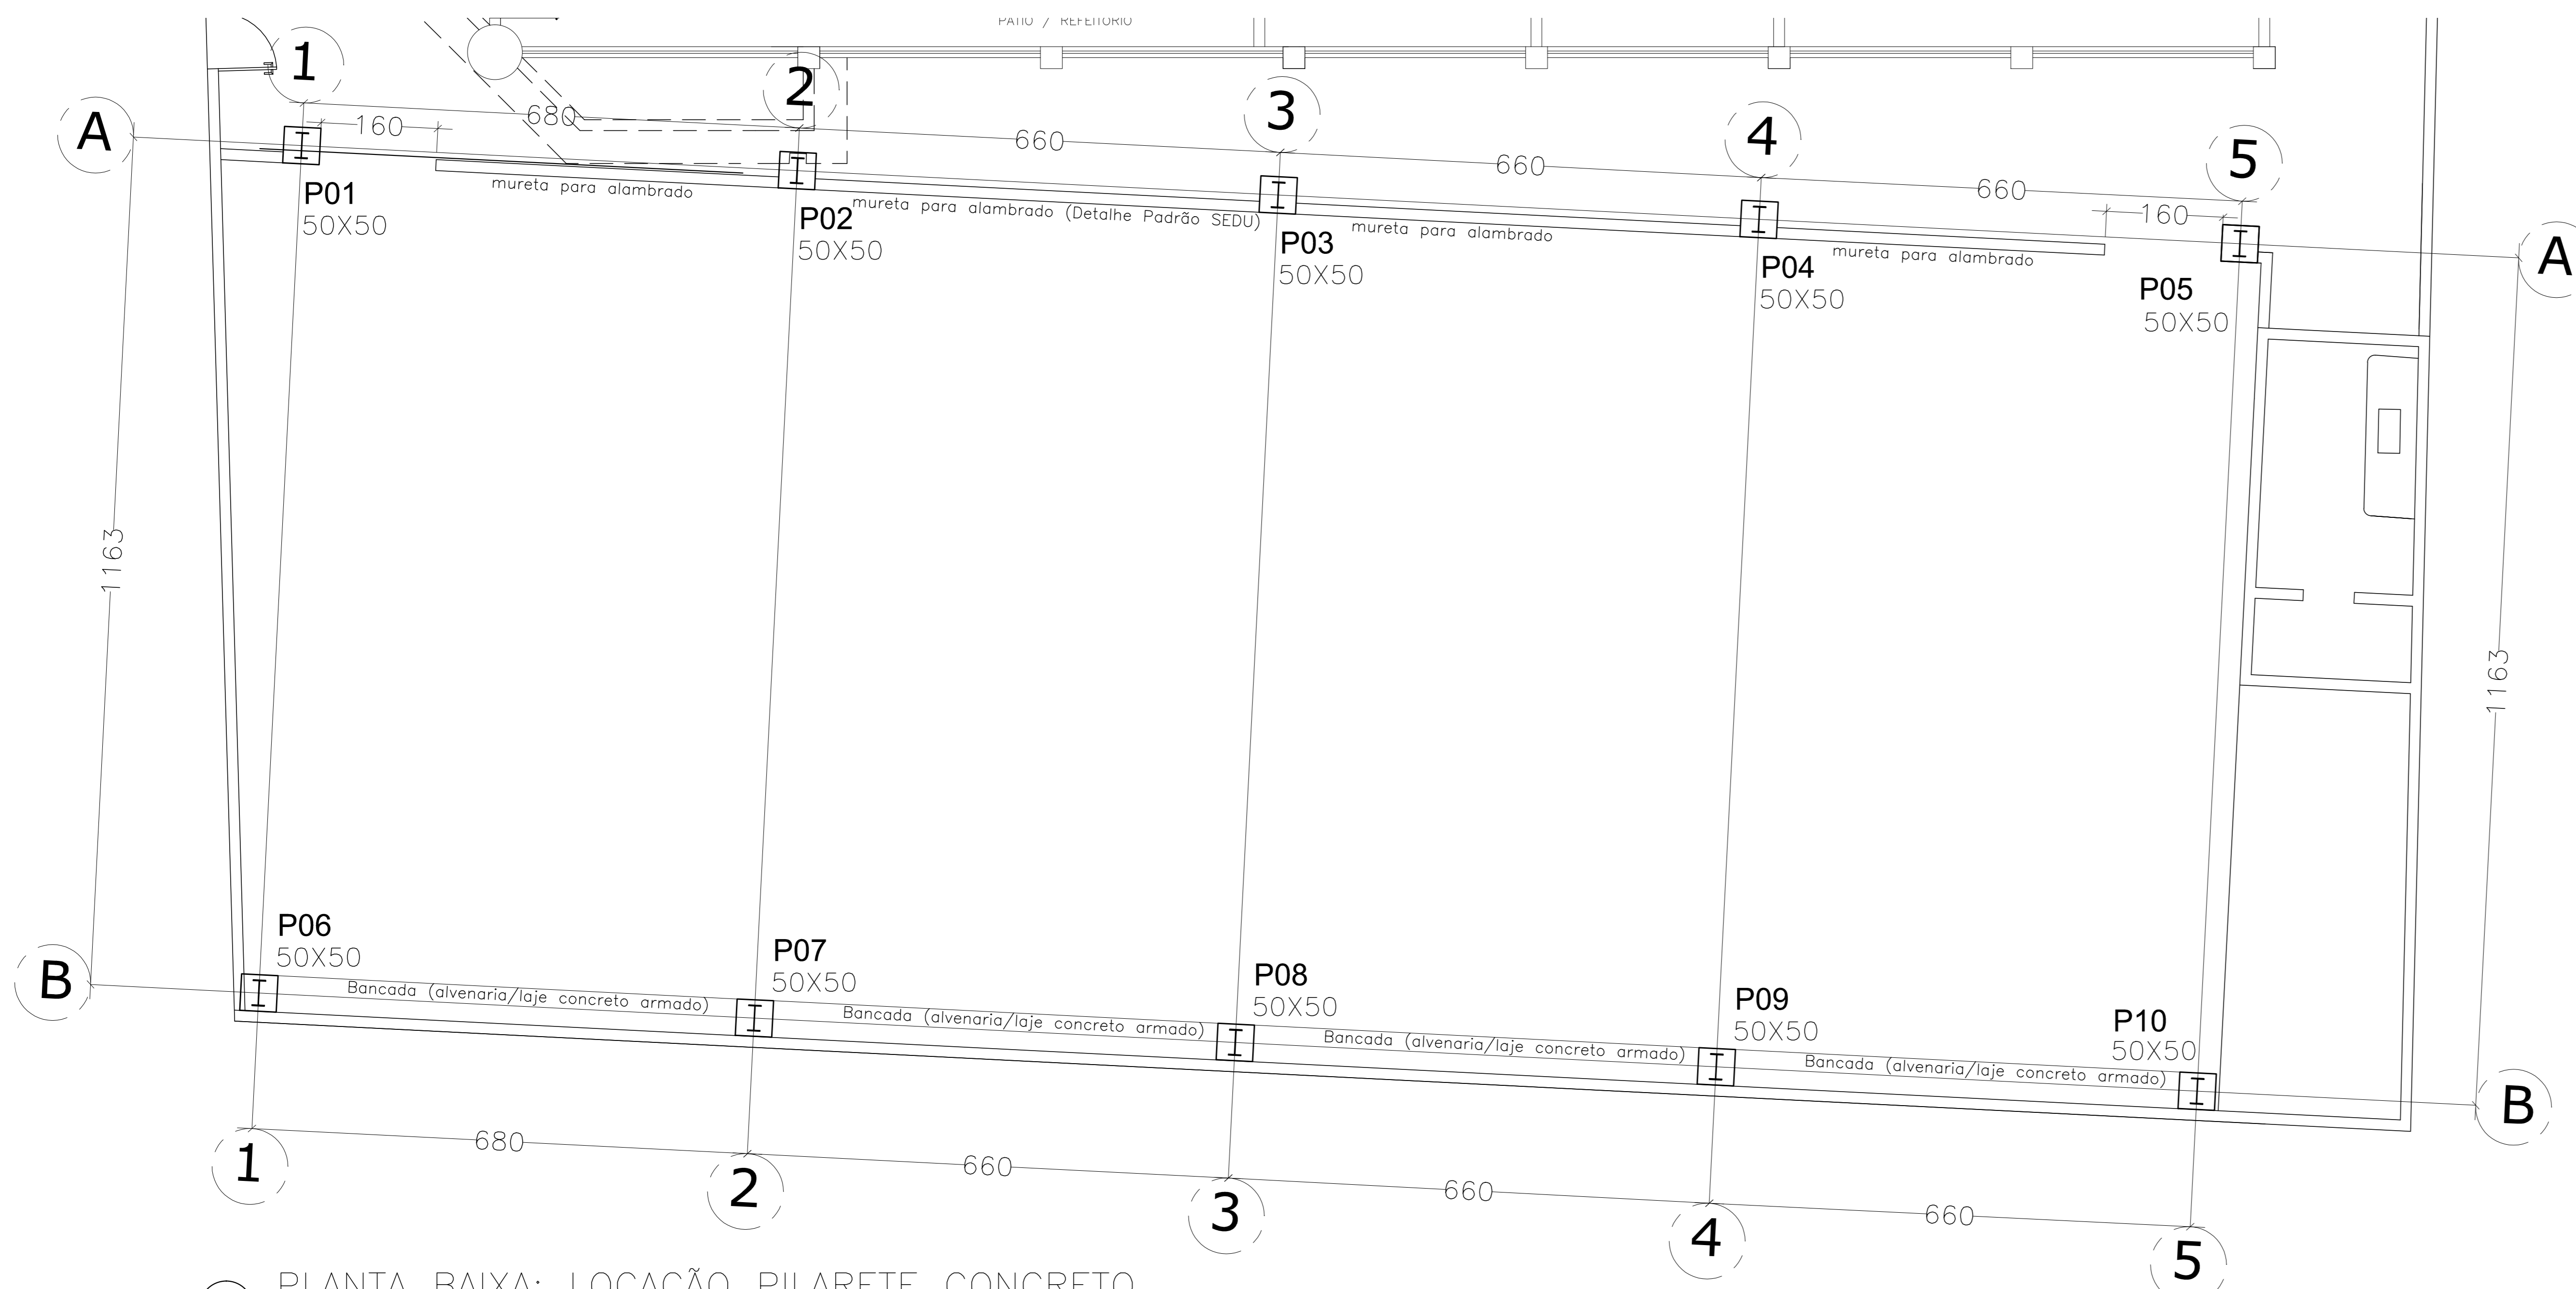 PATIO / REFEITORIO
1
2
3
4
5
A
680
160
660
660
660
160
A
P01
50X50
mureta para alambrado
P02
50X50
mureta para alambrado (Detalhe Padrão SEDU)
P03
50X50
mureta para alambrado
P04
50X50
mureta para alambrado
P05
50X50
1163
1163
P06
50X50
P07
50X50
P08
50X50
P09
50X50
P10
50X50
B
Bancada (alvenaria/laje concreto armado)
Bancada (alvenaria/laje concreto armado)
Bancada (alvenaria/laje concreto armado)
Bancada (alvenaria/laje concreto armado)
B
680
660
660
660
1
2
3
4
5
PLANTA BAIXA: LOCAÇÃO PILARETE CONCRETO